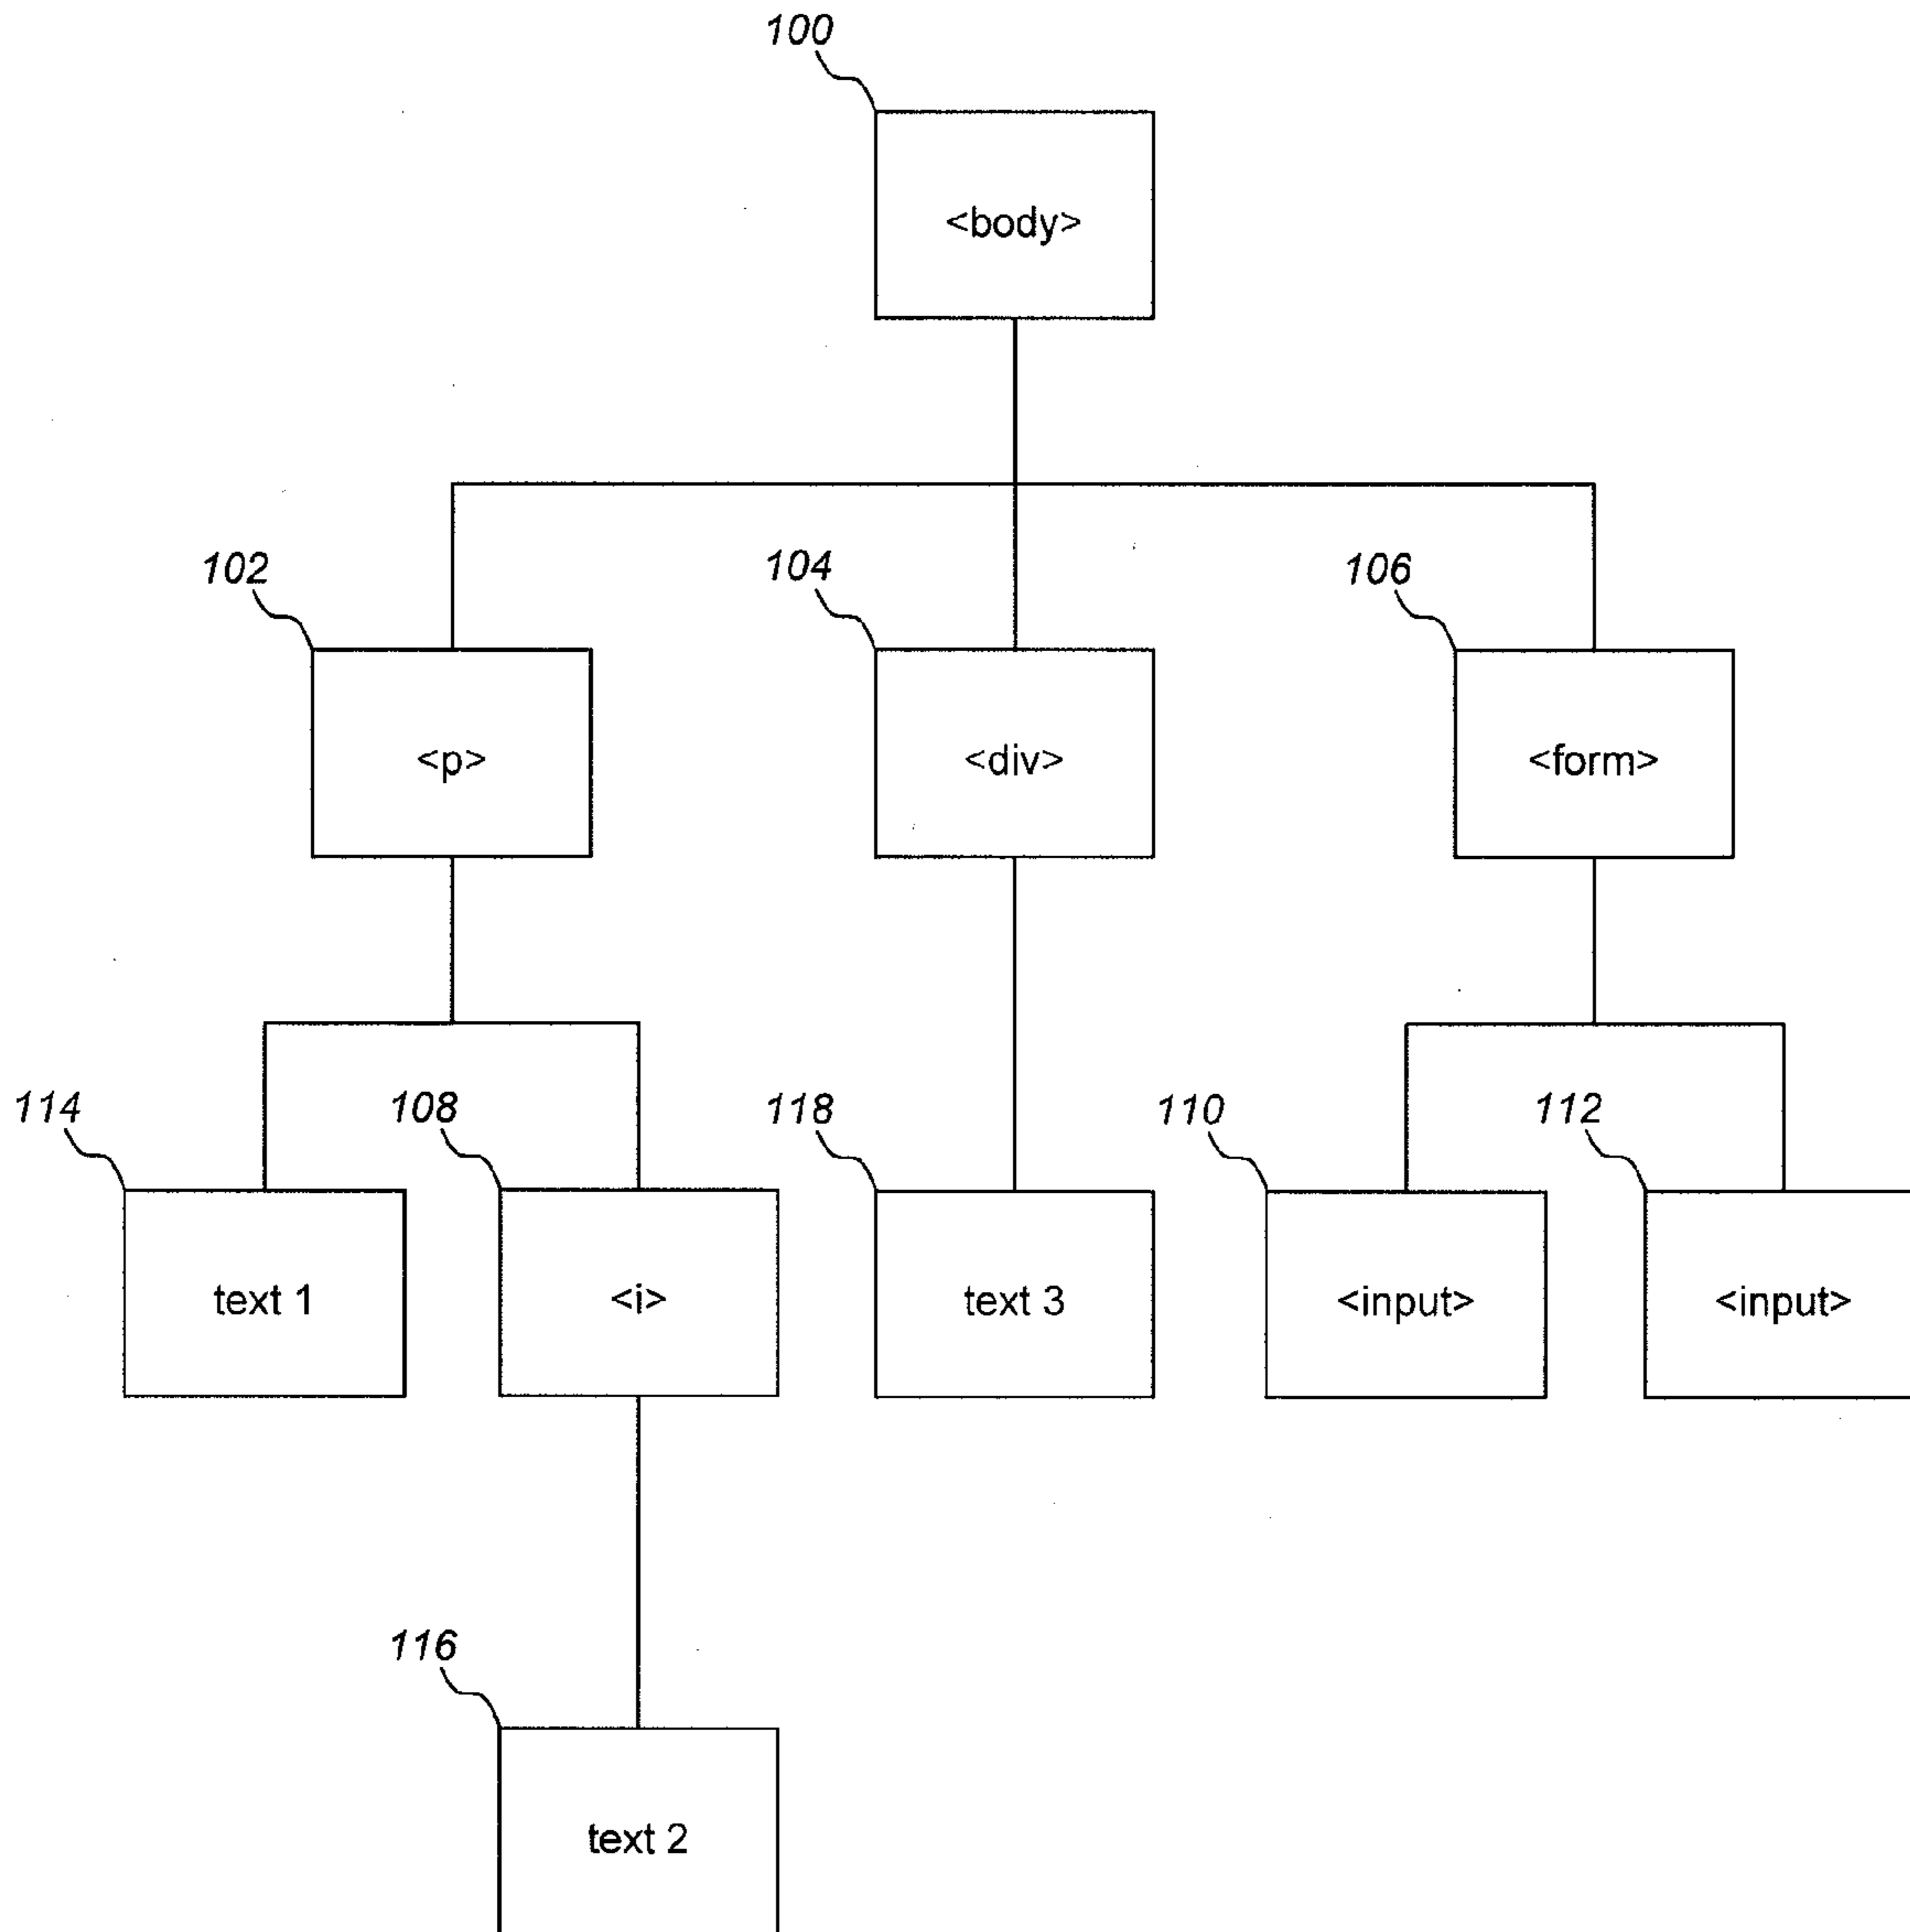 100
<body>
102 104 106
<p> <div> <form>
114 108 118 110 112
text 1 <i> text 3 <input> <input>
116
text 2